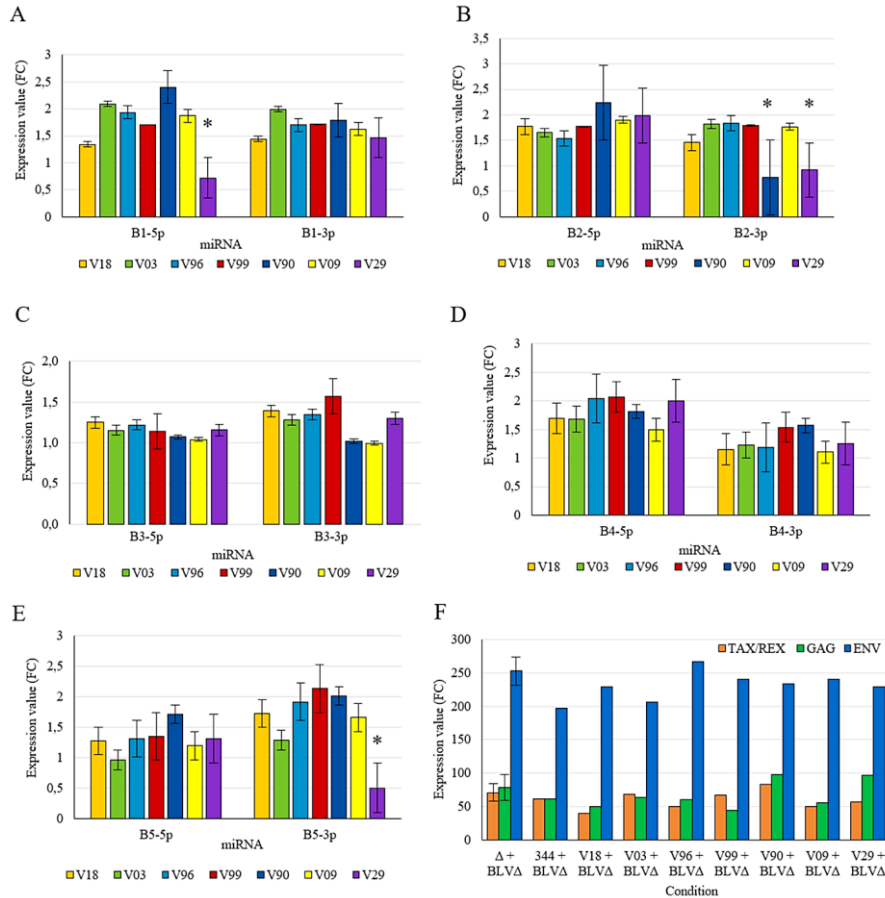 A
Expression value (FC)
3
2,5
2
1,5
1
0,5
0
*
B1-5p B1-3p
miRNA
V18 V03 V96 V99 V90 V09 V29
B
Expression value (FC)
3,5
3
2,5
2
1,5
1
0,5
0
* *
B2-5p B2-3p
miRNA
V18 V03 V96 V99 V90 V09 V29
C
Expression value (FC)
2,0
1,5
1,0
0,5
0,0
B3-5p B3-3p
miRNA
V18 V03 V96 V99 V90 V09 V29
D
Expression value (FC)
3
2,5
2
1,5
1
0,5
0
B4-5p B4-3p
miRNA
V18 V03 V96 V99 V90 V09 V29
E
Expression value (FC)
3
2,5
2
1,5
1
0,5
0
*
B5-5p B5-3p
miRNA
V18 V03 V96 V99 V90 V09 V29
F
Expression value (FC)
300
250
200
150
100
50
0
TAX/REX GAG ENV
Δ + 344 + V18 + V03 + V96 + V99 + V90 + V09 + V29 +
BLVΔ BLVΔ BLVΔ BLVΔ BLVΔ BLVΔ BLVΔ BLVΔ BLVΔ
Condition